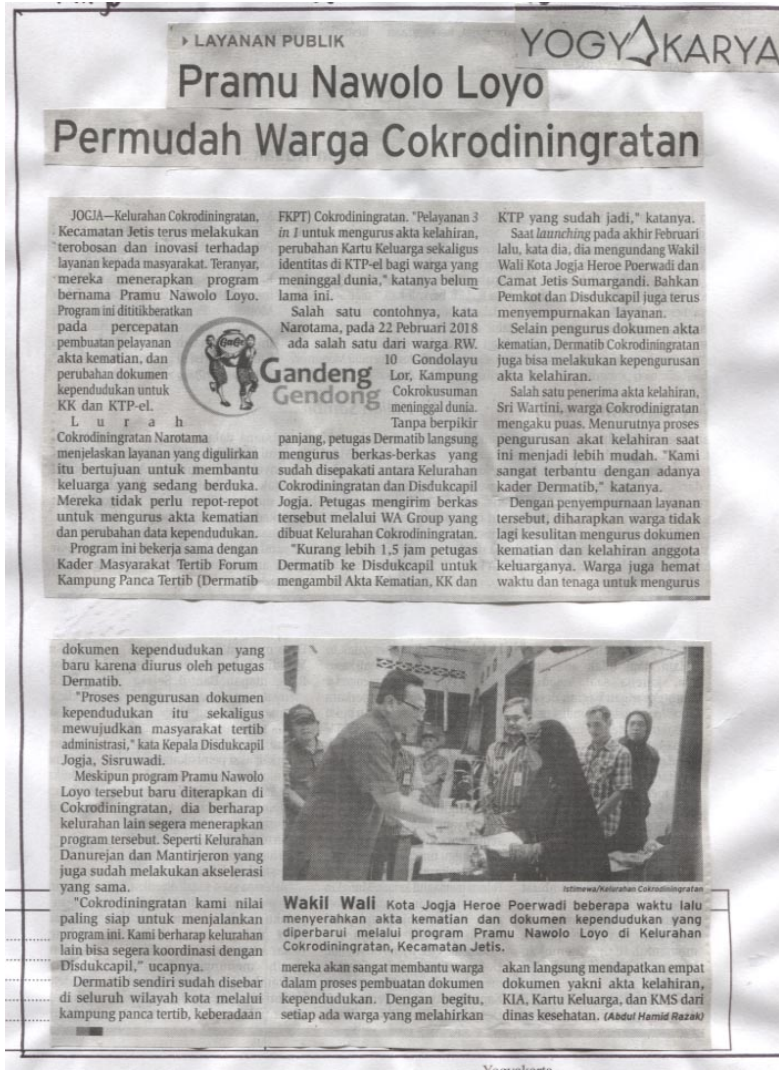 LAYANAN PUBLIK
YOGYAKARYA
Pramu Nawolo Loyo
Permudah Warga Cokrodiningratan
JOGJA—Kelurahan Cokrodiningratan,
Kecamatan Jetis terus melakukan
terobosan dan inovasi terhadap
layanan kepada masyarakat. Teranyar,
mereka menerapkan program
bernama Pramu Nawolo Loyo.
Program ini dititikberatkan
pada percepatan
pembuatan pelayanan
akta kematian, dan
perubahan dokumen
kependudukan untuk
KK dan KTP-el.
Lurah
Cokrodiningratan Narotama
menjelaskan layanan yang digulirkan
itu bertujuan untuk membantu
keluarga yang sedang berduka.
Mereka tidak perlu repot-repot
untuk mengurus akta kematian
dan perubahan data kependudukan.
Program ini bekerja sama dengan
Kader Masyarakat Tertib Forum
Kampung Panca Tertib (Dermatib
Gandeng
Gendong
FKPT) Cokrodiningratan. "Pelayanan 3
in 1 untuk mengurus akta kelahiran,
perubahan Kartu Keluarga sekaligus
identitas di KTP-el bagi warga yang
meninggal dunia," katanya belum
lama ini.
Salah satu contohnya, kata
Narotama, pada 22 Pebruari 2018
ada salah satu dari warga RW.
10 Gondolayu
Lor, Kampung
Cokrokusuman
meninggal dunia.
Tanpa berpikir
panjang, petugas Dermatib langsung
mengurus berkas-berkas yang
sudah disepakati antara Kelurahan
Cokrodiningratan dan Disdukcapil
Jogja. Petugas mengirim berkas
tersebut melalui WA Group yang
dibuat Kelurahan Cokrodiningratan.
"Kurang lebih 1,5 jam petugas
Dermatib ke Disdukcapil untuk
mengambil Akta Kematian, KK dan
KTP yang sudah jadi," katanya.
Saat launching pada akhir Februari
lalu, kata dia, dia mengundang Wakil
Wali Kota Jogja Heroe Poerwadi dan
Camat Jetis Sumargandi. Bahkan
Pemkot dan Disdukcapil juga terus
menyempurnakan layanan.
Selain pengurus dokumen akta
kematian, Dermatib Cokrodiningratan
juga bisa melakukan kepengurusan
akta kelahiran.
Salah satu penerima akta kelahiran,
Sri Wartini, warga Cokrodinigratan
mengaku puas. Menurutnya proses
pengurusan akat kelahiran saat
ini menjadi lebih mudah. "Kami
sangat terbantu dengan adanya
kader Dermatib," katanya.
Dengan penyempurnaan layanan
tersebut, diharapkan warga tidak
lagi kesulitan mengurus dokumen
kematian dan kelahiran anggota
keluarganya. Warga juga hemat
waktu dan tenaga untuk mengurus
dokumen kependudukan yang
baru karena diurus oleh petugas
Dermatib.
"Proses pengurusan dokumen
kependudukan itu sekaligus
mewujudkan masyarakat tertib
administrasi," kata Kepala Disdukcapil
Jogja, Sisruwadi.
Meskipun program Pramu Nawolo
Loyo tersebut baru diterapkan di
Cokrodiningratan, dia berharap
kelurahan lain segera menerapkan
program tersebut. Seperti Kelurahan
Danurejan dan Mantirjeron yang
juga sudah melakukan akselerasi
yang sama.
"Cokrodiningratan kami nilai
paling siap untuk menjalankan
program ini. Kami berharap kelurahan
lain bisa segera koordinasi dengan
Disdukcapil," ucapnya.
Dermatib sendiri sudah disebar
di seluruh wilayah kota melalui
kampung panca tertib, keberadaan
Istimewa/Kelurahan Cokrodiningratan
Wakil Wali Kota Jogja Heroe Poerwadi beberapa waktu lalu
menyerahkan akta kematian dan dokumen kependudukan yang
diperbarui melalui program Pramu Nawolo Loyo di Kelurahan
Cokrodiningratan, Kecamatan Jetis.
mereka akan sangat membantu warga
dalam proses pembuatan dokumen
kependudukan. Dengan begitu,
setiap ada warga yang melahirkan
akan langsung mendapatkan empat
dokumen yakni akta kelahiran,
KIA, Kartu Keluarga, dan KMS dari
dinas kesehatan. (Abdul Hamid Razak)